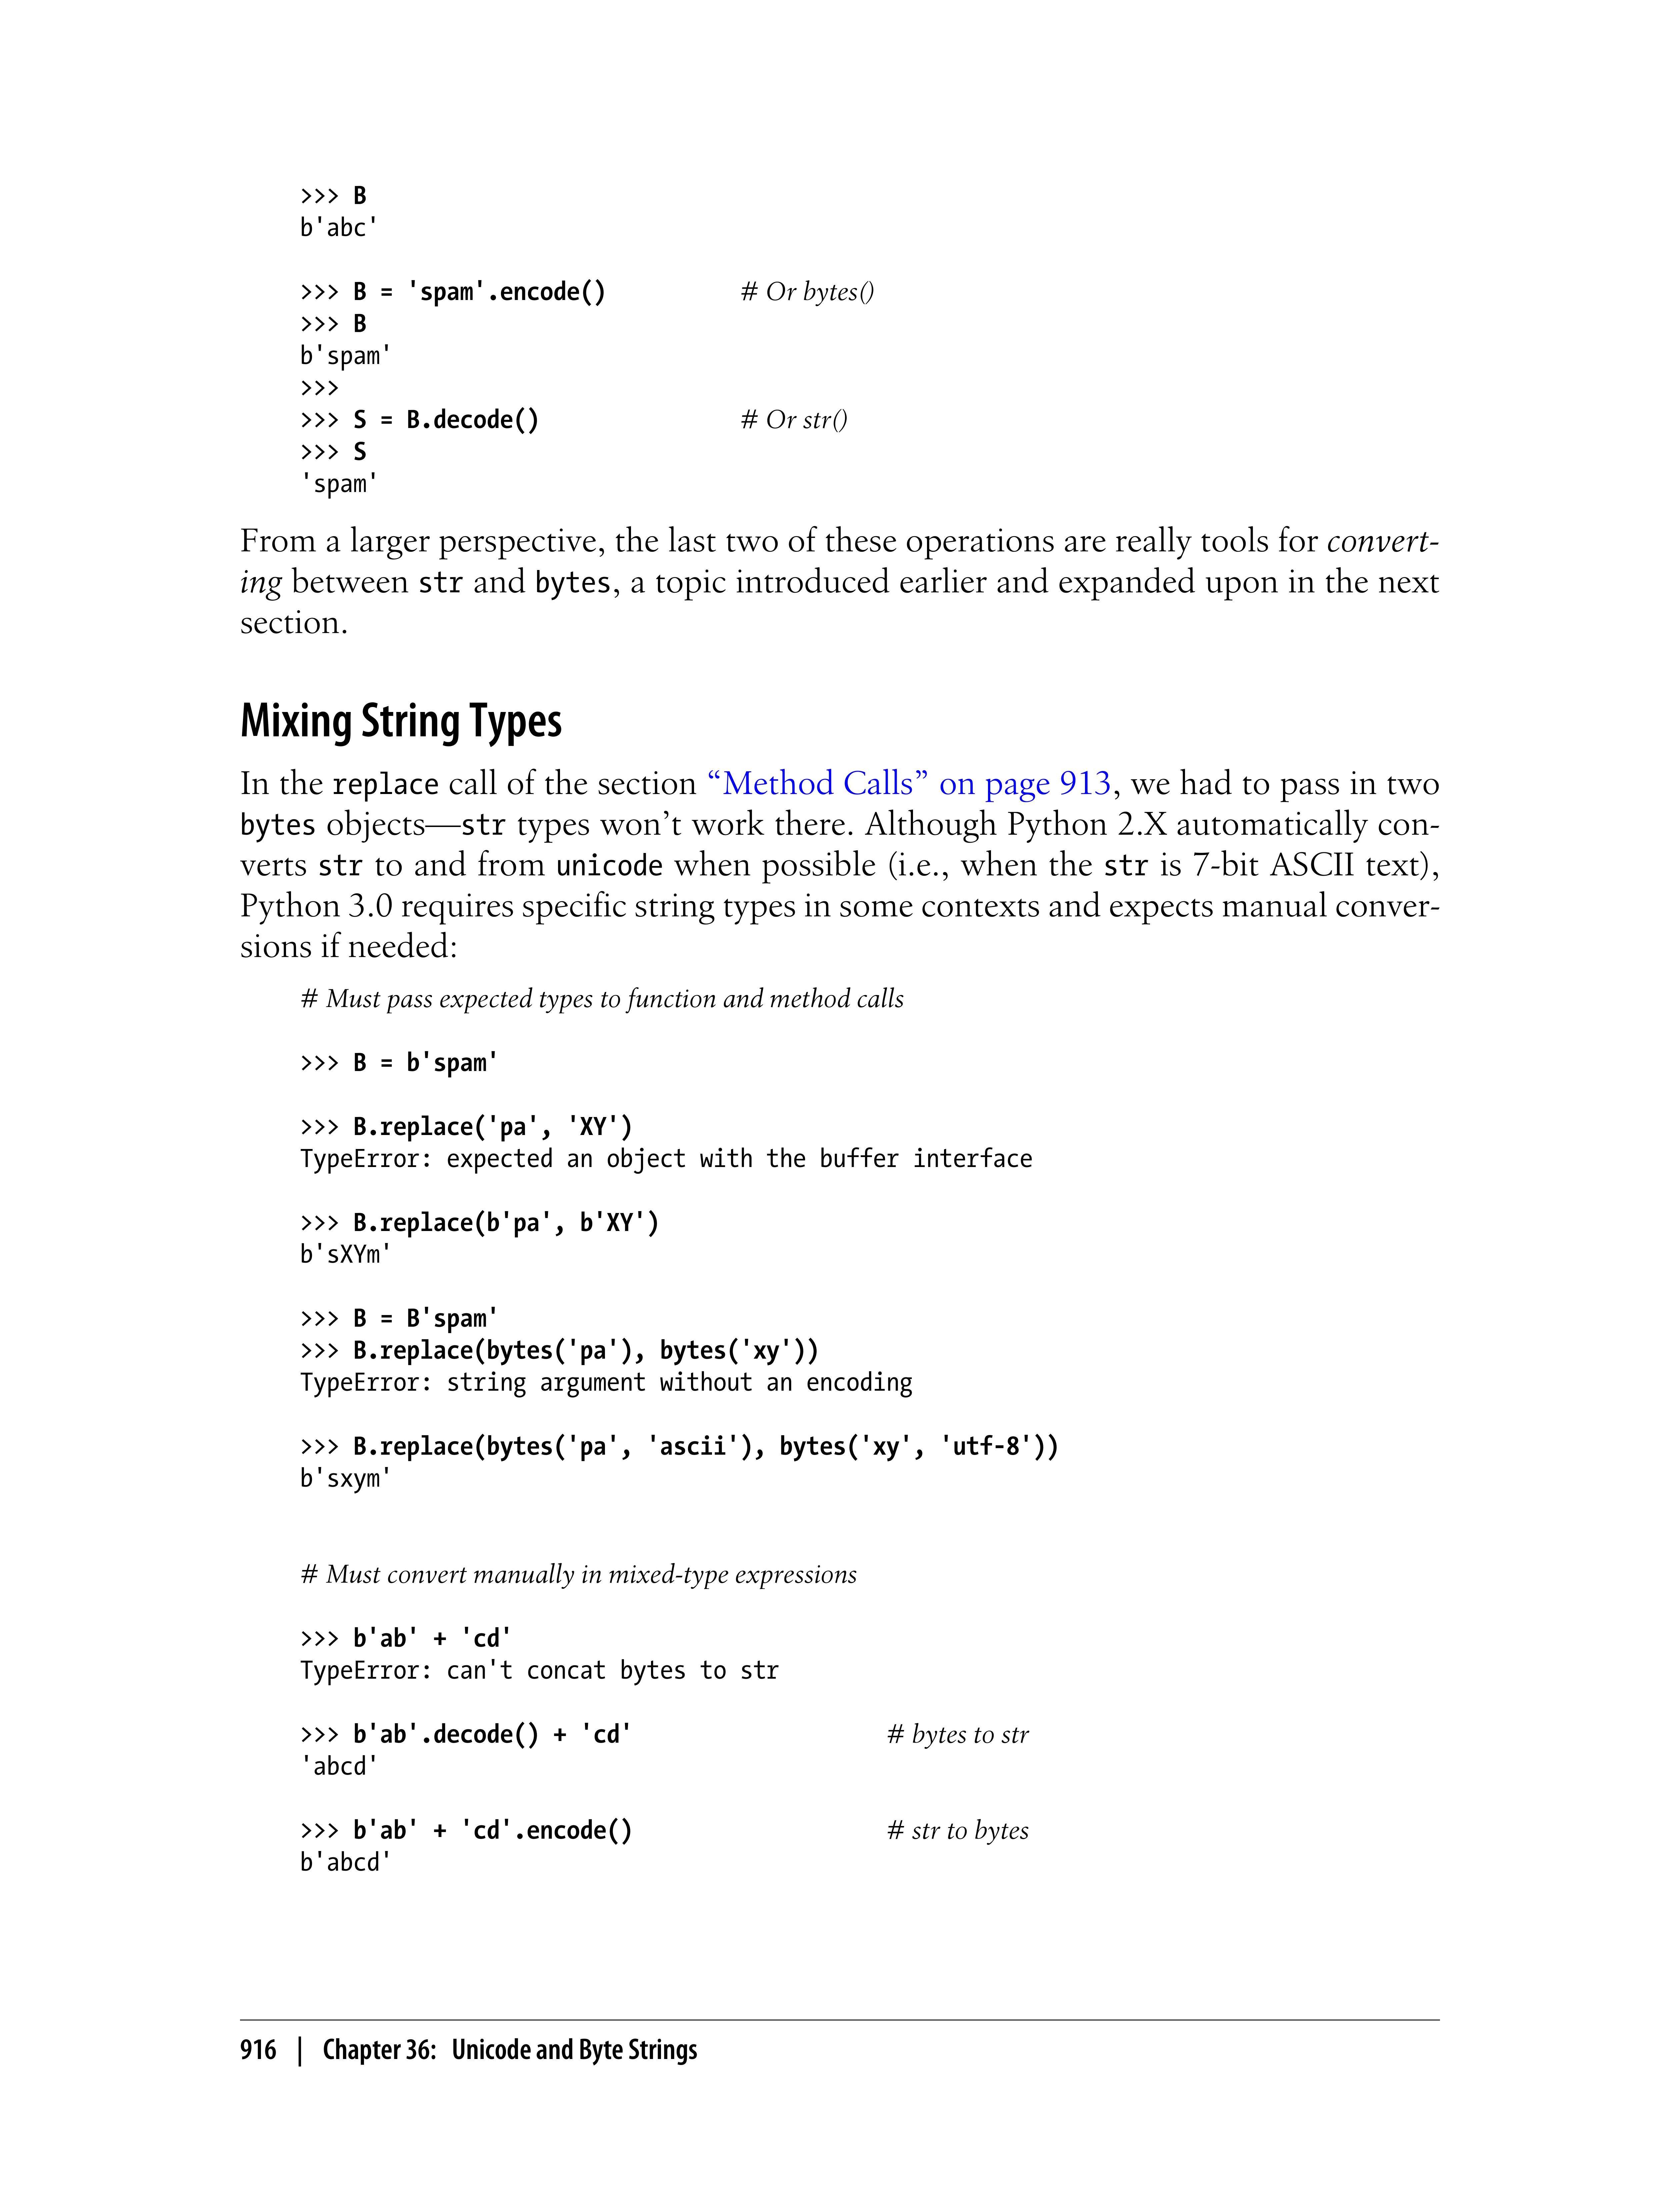 >>> B
b'abc'
>>> B = 'spam'.encode() # Or bytes()
>>> B
b'spam'
>>>
>>> S = B.decode() # Or str()
>>> S
'spam'
From a larger perspective, the last two of these operations are really tools for convert-
ing between str and bytes, a topic introduced earlier and expanded upon in the next
section.
Mixing String Types
In the replace call of the section “Method Calls” on page 913, we had to pass in two
bytes objects—str types won’t work there. Although Python 2.X automatically con-
verts str to and from unicode when possible (i.e., when the str is 7-bit ASCII text),
Python 3.0 requires specific string types in some contexts and expects manual conver-
sions if needed:
# Must pass expected types to function and method calls
>>> B = b'spam'
>>> B.replace('pa', 'XY')
TypeError: expected an object with the buffer interface
>>> B.replace(b'pa', b'XY')
b'sXYm'
>>> B = B'spam'
>>> B.replace(bytes('pa'), bytes('xy'))
TypeError: string argument without an encoding
>>> B.replace(bytes('pa', 'ascii'), bytes('xy', 'utf-8'))
b'sxym'
# Must convert manually in mixed-type expressions
>>> b'ab' + 'cd'
TypeError: can't concat bytes to str
>>> b'ab'.decode() + 'cd' # bytes to str
'abcd'
>>> b'ab' + 'cd'.encode() # str to bytes
b'abcd'
916 | Chapter 36: Unicode and Byte Strings